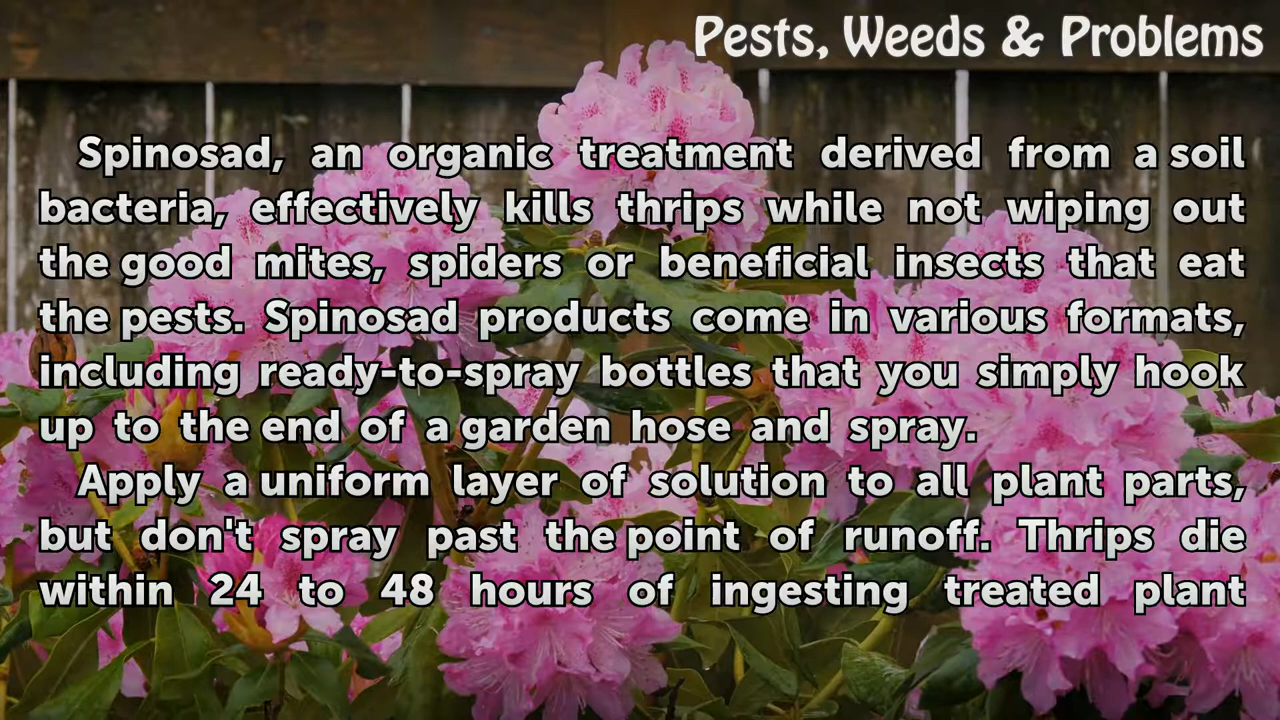 Pests, Weeds & Problems
Spinosad, an organic treatment derived from a soil
bacteria, effectively kills thrips while not wiping out
the good mites, spiders or beneficial insects that eat
the pests. Spinosad products come in various formats,
including ready-to-spray bottles that you simply hook
up to the end of a garden hose and spray.
Apply a uniform layer of solution to all plant parts,
but don't spray past the point of runoff. Thrips die
within 24 to 48 hours of ingesting treated plant